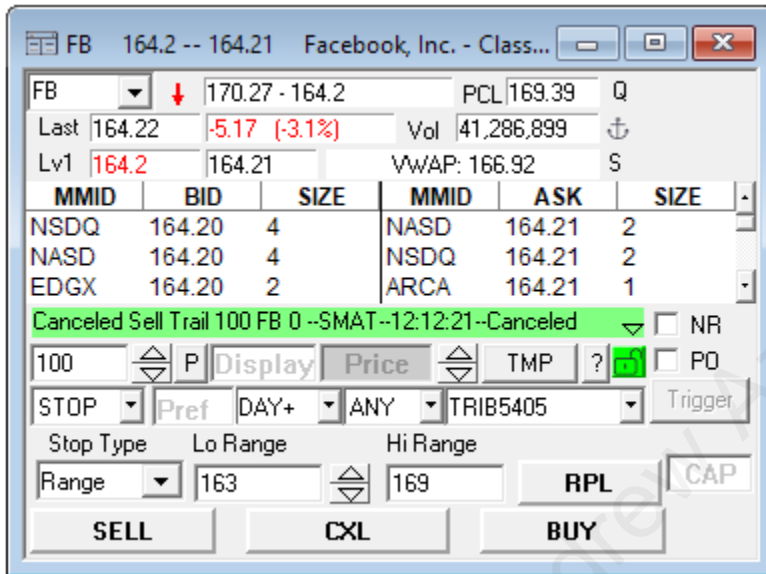 FB 164.2 -- 164.21 Facebook, Inc. - Class...
FB 170.27 - 164.2 PCL 169.39 Q
Last 164.22 -5.17 (-3.1%) Vol 41,286,899
Lv1 164.2 164.21 VWAP: 166.92 S
MMID BID SIZE MMID ASK SIZE
NSDQ 164.20 4 NASD 164.21 2
NASD 164.20 4 NSDQ 164.21 2
EDGX 164.20 2 ARCA 164.21 1
Canceled Sell Trail 100 FB 0 --SMAT--12:12:21--Canceled NR
100 P Display Price TMP ? PO
STOP Pref DAY+ ANY TRIB5405 Trigger
Stop Type Lo Range Hi Range
Range 163 169 RPL CAP
SELL CXL BUY